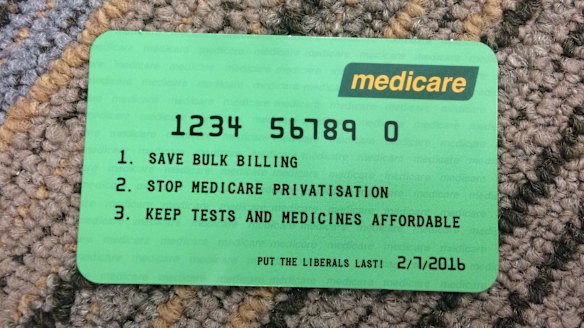 medicare
1234 56789 0
1. SAVE BULK BILLING
2. STOP MEDICARE PRIVATISATION
3. KEEP TESTS AND MEDICINES AFFORDABLE
PUT THE LIBERALS LAST! 2/7/2016